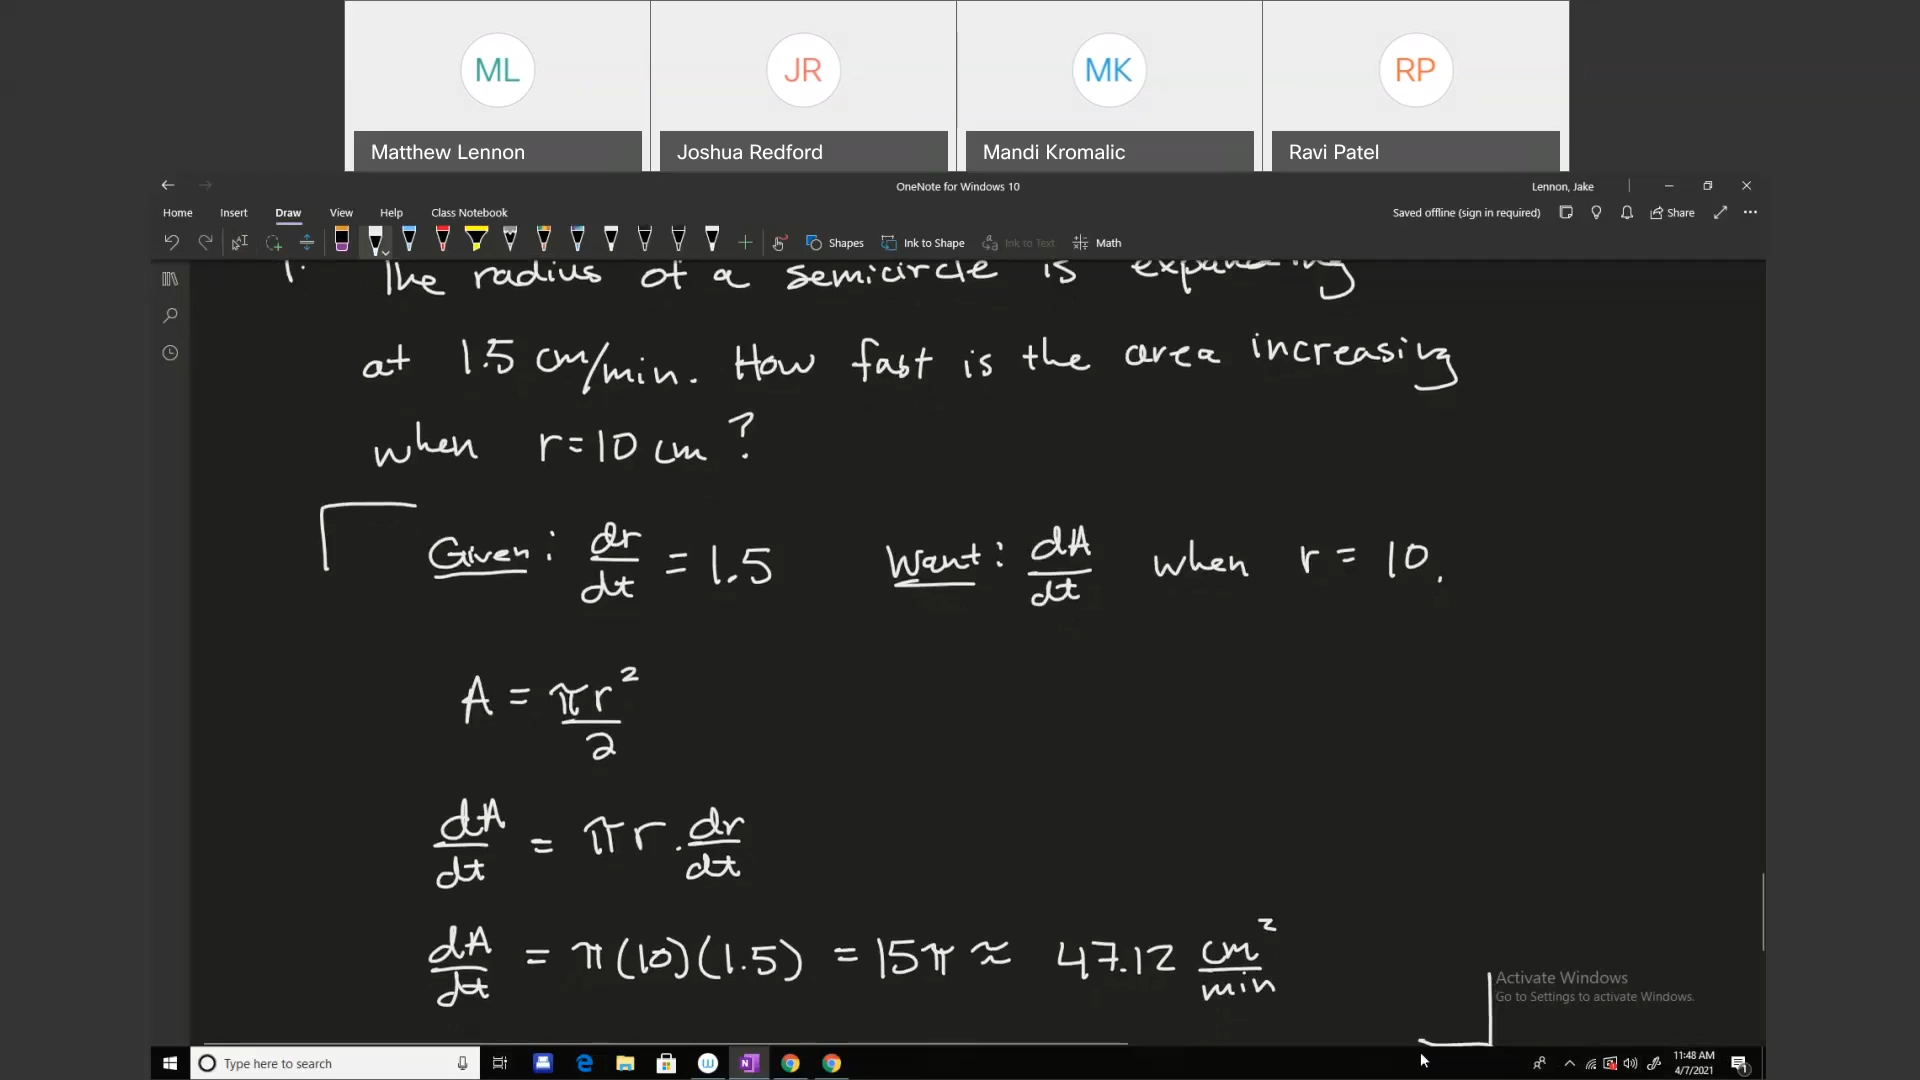 ML JR MK RP
Matthew Lennon Joshua Redford Mandi Kromalic Ravi Patel
OneNote for Windows 10 Lennon, Jake
Home Insert Draw View Help Class Notebook Saved offline (sign in required) Share
Shapes Ink to Shape Ink to Text Math
1. The radius of a semicircle is expanding
at 1.5 cm/min. How fast is the area increasing
when r=10 cm?
Given: dr/dt = 1.5 Want: dA/dt when r = 10.
A = πr²/2
dA/dt = πr · dr/dt
dA/dt = π(10)(1.5) = 15π ≈ 47.12 cm²/min
Activate Windows
Go to Settings to activate Windows.
Type here to search 11:48 AM
4/7/2021